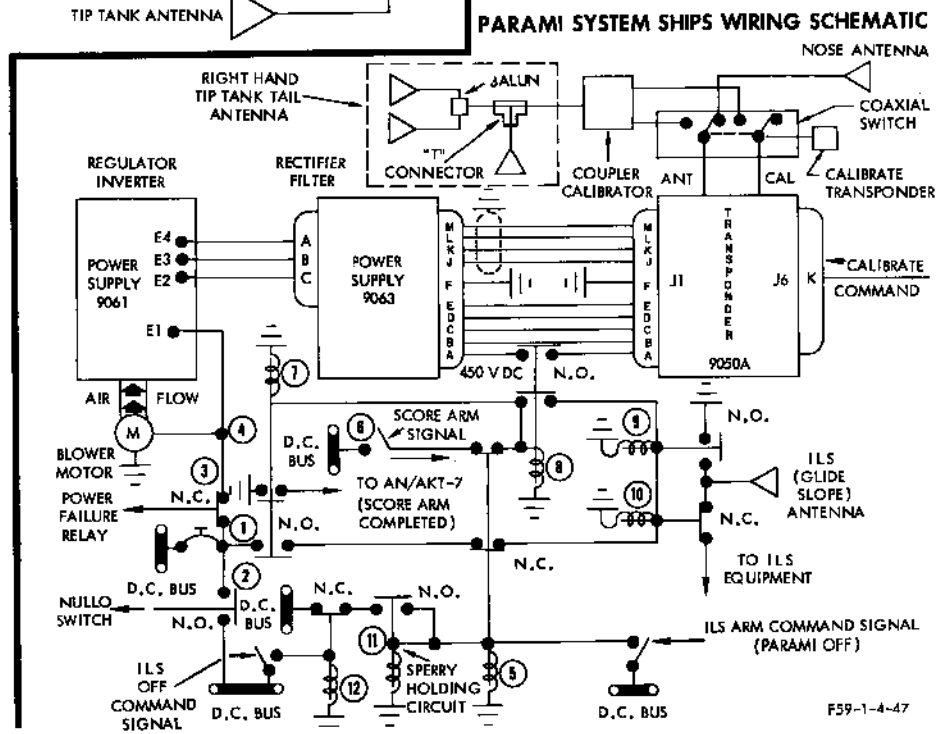 TIP TANK ANTENNA
PARAMI SYSTEM SHIPS WIRING SCHEMATIC
NOSE ANTENNA
RIGHT HAND
TIP TANK TAIL
ANTENNA
BALUN
"T"
CONNECTOR
COAXIAL
SWITCH
COUPLER
CALIBRATOR
ANT
CAL
CALIBRATE
TRANSPONDER
REGULATOR
INVERTER
RECTIFIER
FILTER
E4
E3
E2
E1
POWER
SUPPLY
9061
A
B
C
POWER
SUPPLY
9063
M
L
K
J
F
E
D
C
B
A
M
L
K
J
F
E
D
C
B
A
J1
TRANSPONDER
J6
K
9050A
CALIBRATE
COMMAND
450 V DC
N.O.
AIR
FLOW
M
BLOWER
MOTOR
7
4
3
POWER
FAILURE
RELAY
N.C.
1
D.C. BUS
2
NULLO
SWITCH
N.O.
D.C.
BUS
6
SCORE ARM
SIGNAL
8
TO AN/AKT-7
(SCORE ARM
COMPLETED)
N.O.
N.C.
9
10
N.O.
ILS
(GLIDE
SLOPE)
ANTENNA
N.C.
TO ILS
EQUIPMENT
D.C.
BUS
N.C.
N.O.
11
12
SPERRY
HOLDING
CIRCUIT
5
ILS
OFF
COMMAND
SIGNAL
D.C. BUS
ILS ARM COMMAND SIGNAL
(PARAMI OFF)
D.C. BUS
F59-1-4-47